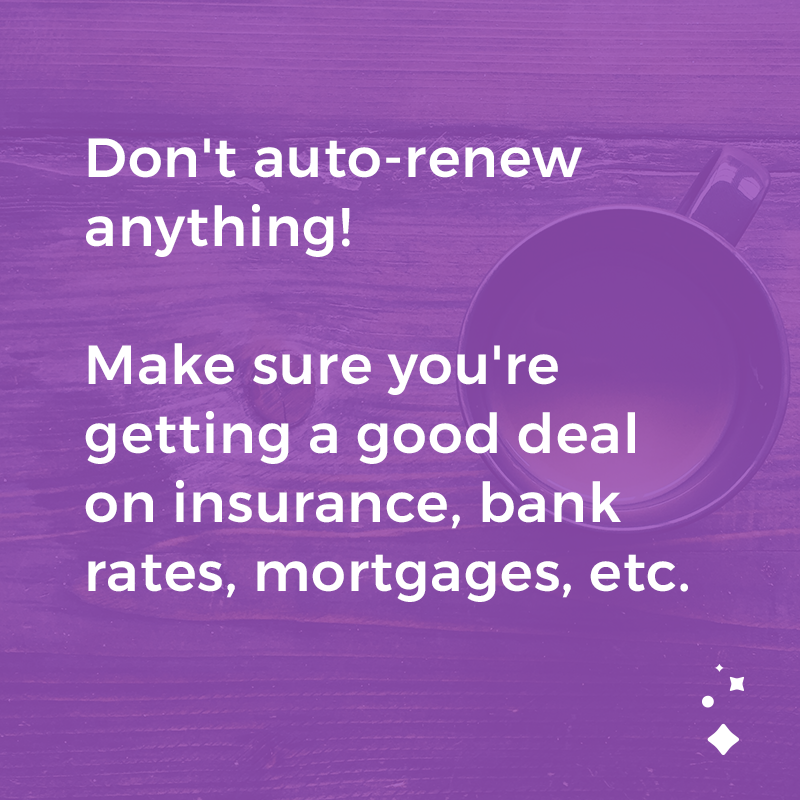 Don't auto-renew
anything!
Make sure you're
getting a good deal
on insurance, bank
rates, mortgages, etc.